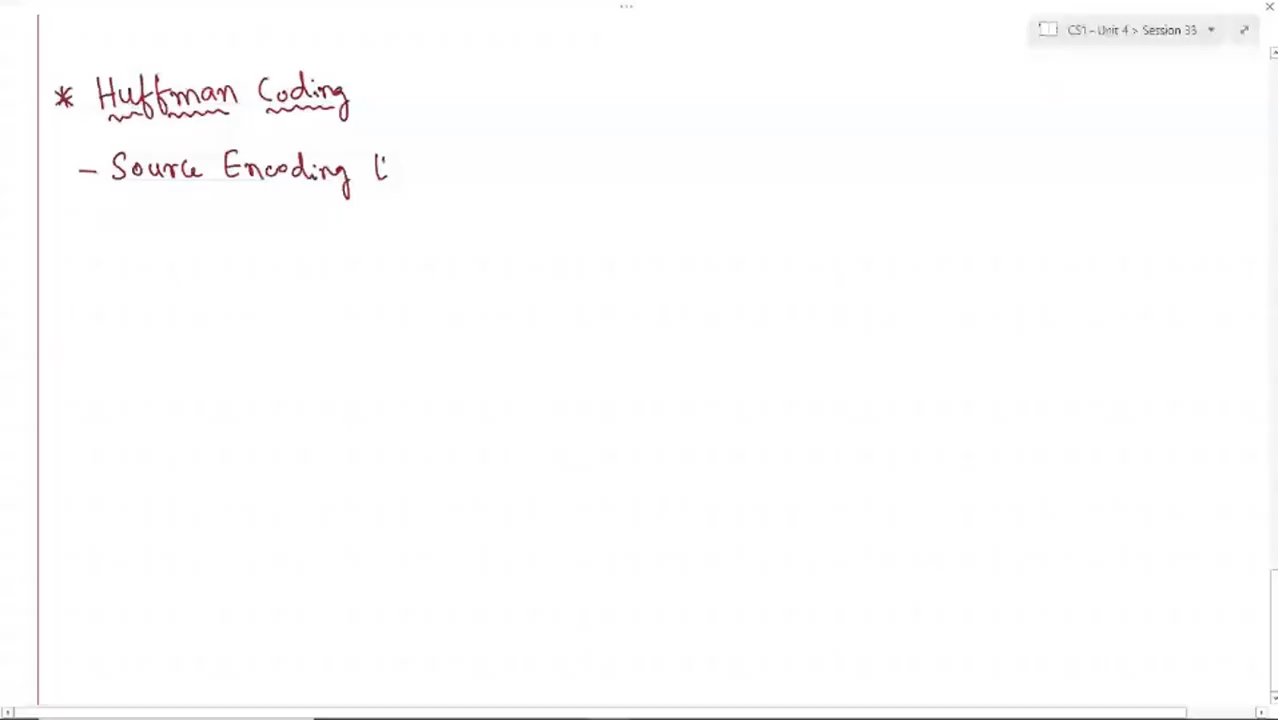 CS1 - Unit 4 > Session 33
* Huffman Coding
- Source Encoding